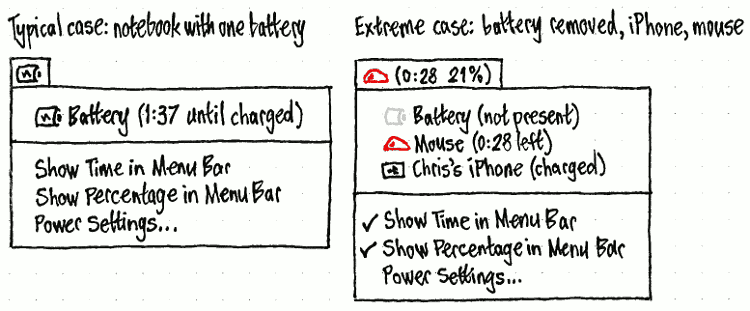 Typical case: notebook with one battery
Battery (1:37 until charged)
Show Time in Menu Bar
Show Percentage in Menu Bar
Power Settings...
Extreme case: battery removed, iPhone, mouse
(0:28 21%)
Battery (not present)
Mouse (0:28 left)
Chris's iPhone (charged)
✓ Show Time in Menu Bar
✓ Show Percentage in Menu Bar
Power Settings...